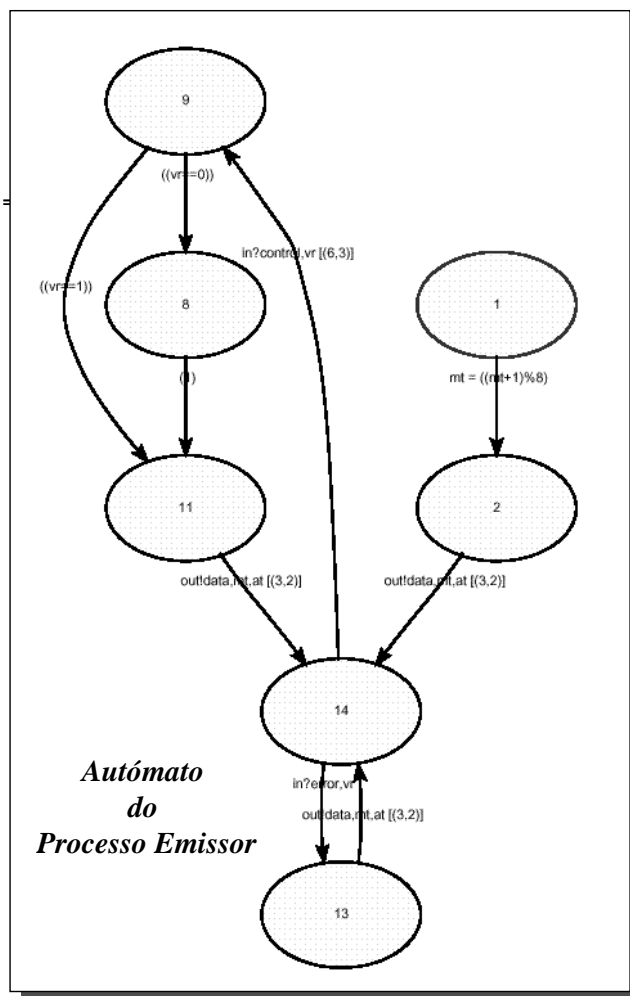 9
((vr==0))
in?control,vr [(6,3)]
((vr==1))
8
1
(1)
mt = ((mt+1)%8)
11
2
out!data,mt,at [(3,2)]
out!data,mt,at [(3,2)]
14
Autómato
do
Processo Emissor
in?error,vr
out!data,mt,at [(3,2)]
13